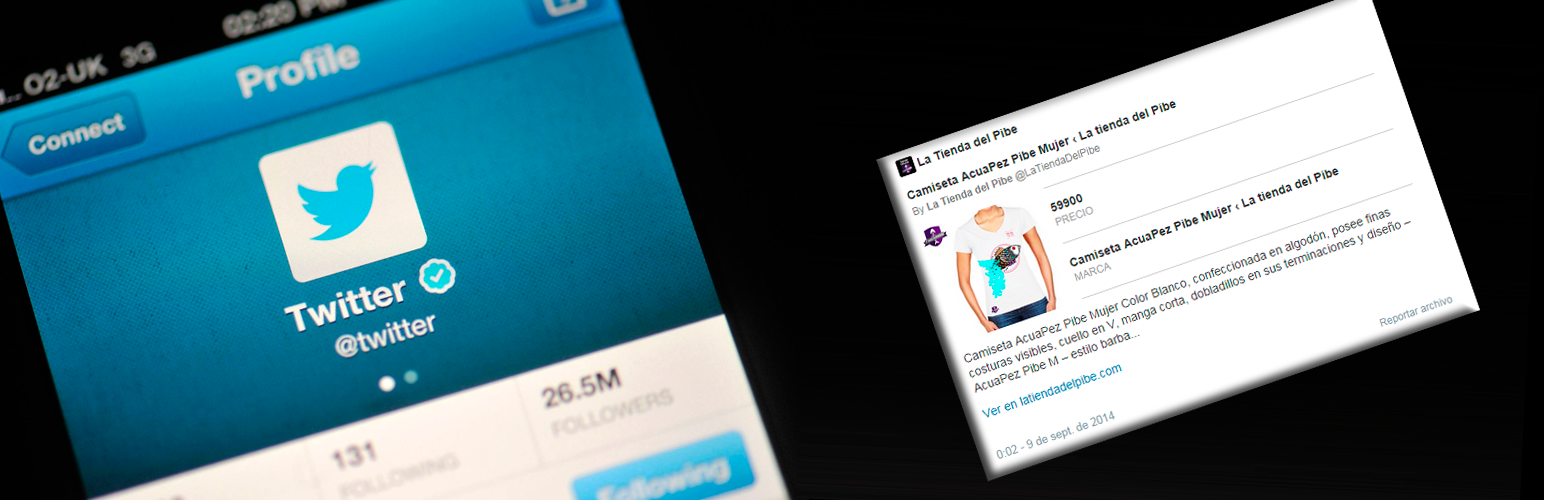 O2-UK 3G 02:20 PM
Profile
Connect
Twitter
@twitter
131
FOLLOWING
26.5M
FOLLOWERS
Following
La Tienda del Pibe
Camiseta AcuaPez Pibe Mujer ‹ La tienda del Pibe
By La Tienda del Pibe @LaTiendaDelPibe
59900
PRECIO
Camiseta AcuaPez Pibe Mujer ‹ La tienda del Pibe
MARCA
Camiseta AcuaPez Pibe Mujer Color Blanco, confeccionada en algodón, posee finas
costuras visibles, cuello en V, manga corta, dobladillos en sus terminaciones y diseño –
AcuaPez Pibe M – estilo barba...
Ver en latiendadelpibe.com
Reportar archivo
0:02 - 9 de sept. de 2014